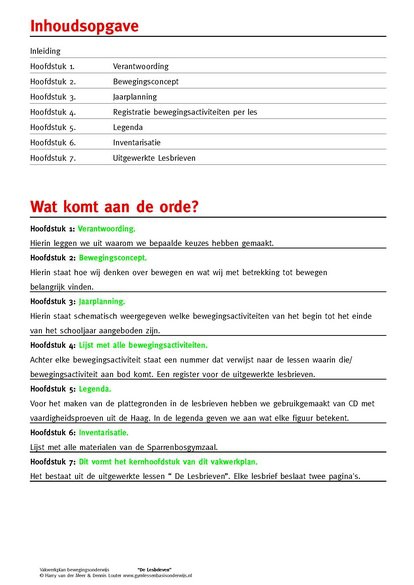 Inhoudsopgave
Inleiding
Hoofdstuk 1. Verantwoording
Hoofdstuk 2. Bewegingsconcept
Hoofdstuk 3. Jaarplanning
Hoofdstuk 4. Registratie bewegingsactiviteiten per les
Hoofdstuk 5. Legenda
Hoofdstuk 6. Inventarisatie
Hoofdstuk 7. Uitgewerkte Lesbrieven
Wat komt aan de orde?
Hoofdstuk 1: Verantwoording.
Hierin leggen we uit waarom we bepaalde keuzes hebben gemaakt.
Hoofdstuk 2: Bewegingsconcept.
Hierin staat hoe wij denken over bewegen en wat wij met betrekking tot bewegen
belangrijk vinden.
Hoofdstuk 3: Jaarplanning.
Hierin staat schematisch weergegeven welke bewegingsactiviteiten van het begin tot het einde
van het schooljaar aangeboden zijn.
Hoofdstuk 4: Lijst met alle bewegingsactiviteiten.
Achter elke bewegingsactiviteit staat een nummer dat verwijst naar de lessen waarin die/
bewegingsactiviteit aan bod komt. Een register voor de uitgewerkte lesbrieven.
Hoofdstuk 5: Legenda.
Voor het maken van de plattegronden in de lesbrieven hebben we gebruikgemaakt van CD met
vaardigheidsproeven uit de Haag. In de legenda geven we aan wat elke figuur betekent.
Hoofdstuk 6: Inventarisatie.
Lijst met alle materialen van de Sparrenbosgymzaal.
Hoofdstuk 7: Dit vormt het kernhoofdstuk van dit vakwerkplan.
Het bestaat uit de uitgewerkte lessen “ De Lesbrieven”. Elke lesbrief beslaat twee pagina's.
Vakwerkplan bewegingsonderwijs "De Lesbrieven"
© Harry van der Meer & Dennis Louter www.gymlessenbasisonderwijs.nl